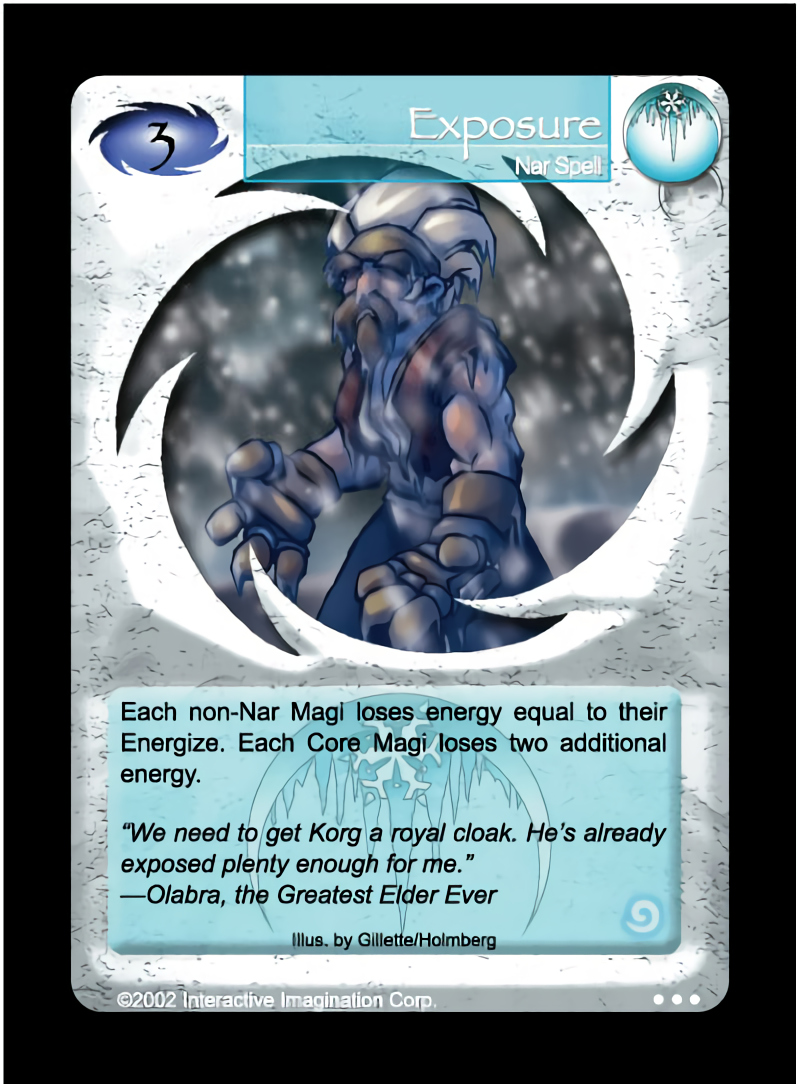 3
Exposure
Nar Spell
Each non-Nar Magi loses energy equal to their
Energize. Each Core Magi loses two additional
energy.
“We need to get Korg a royal cloak. He’s already
exposed plenty enough for me.”
—Olabra, the Greatest Elder Ever
Illus. by Gillette/Holmberg
©2002 Interactive Imagination Corp.